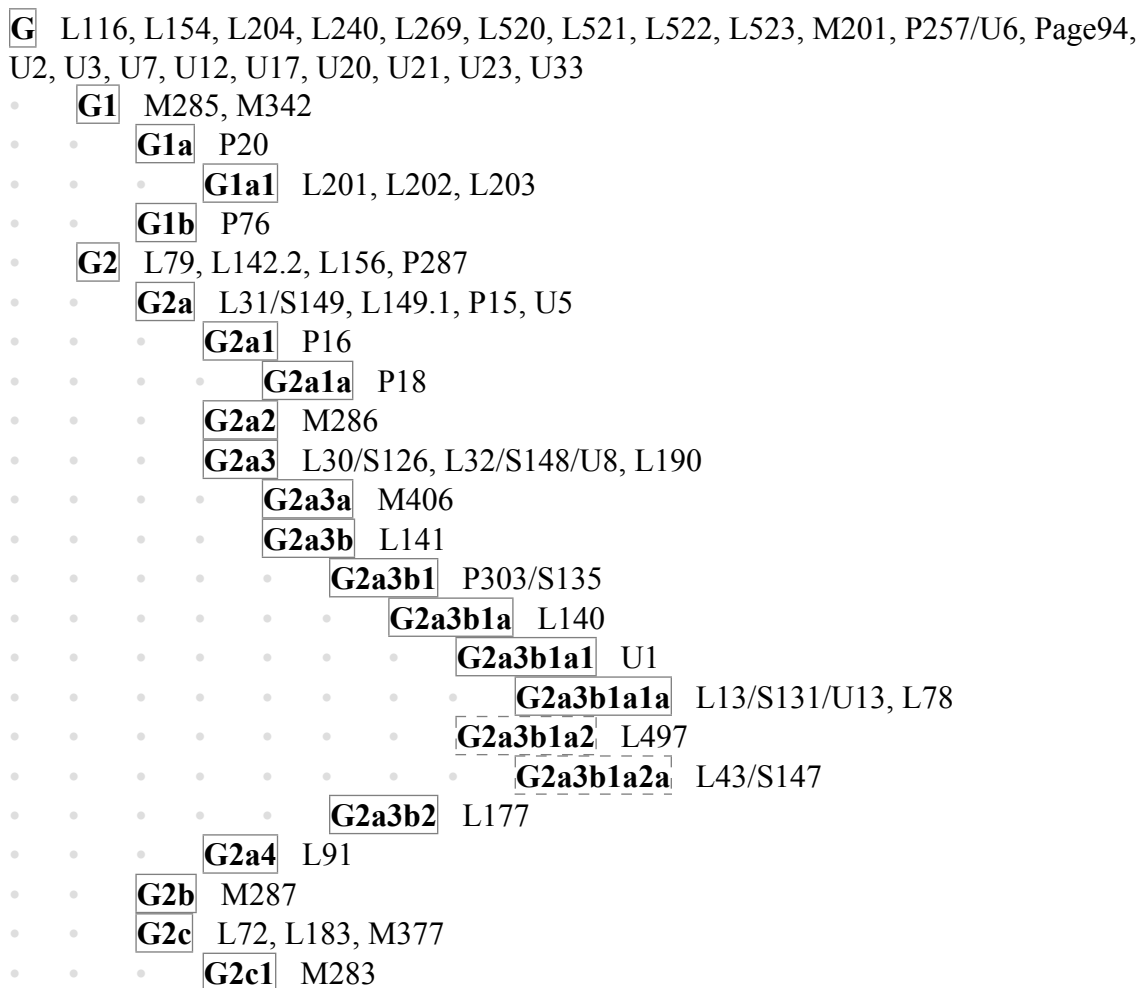 G L116, L154, L204, L240, L269, L520, L521, L522, L523, M201, P257/U6, Page94,
U2, U3, U7, U12, U17, U20, U21, U23, U33
G1 M285, M342
G1a P20
G1a1 L201, L202, L203
G1b P76
G2 L79, L142.2, L156, P287
G2a L31/S149, L149.1, P15, U5
G2a1 P16
G2a1a P18
G2a2 M286
G2a3 L30/S126, L32/S148/U8, L190
G2a3a M406
G2a3b L141
G2a3b1 P303/S135
G2a3b1a L140
G2a3b1a1 U1
G2a3b1a1a L13/S131/U13, L78
G2a3b1a2 L497
G2a3b1a2a L43/S147
G2a3b2 L177
G2a4 L91
G2b M287
G2c L72, L183, M377
G2c1 M283